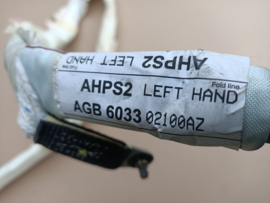 AHPS2 LEFT HAND
Fold line
AHPS2 LEFT HAND
AGB 6033 02100AZ